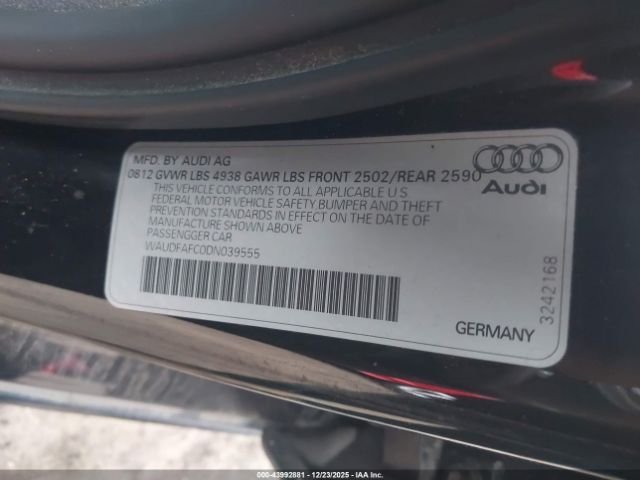 MFD. BY AUDI AG
0812 GVWR LBS 4938 GAWR LBS FRONT 2502/REAR 2590
THIS VEHICLE CONFORMS TO ALL APPLICABLE U.S.
FEDERAL MOTOR VEHICLE SAFETY BUMPER AND THEFT
PREVENTION STANDARDS IN EFFECT ON THE DATE OF
MANUFACTURE SHOWN ABOVE
PASSENGGER CAR
WAUDFAFC0DN039555
Audi
3242168
GERMANY
000-43992881 - 12/23/2025 - IAA Inc.